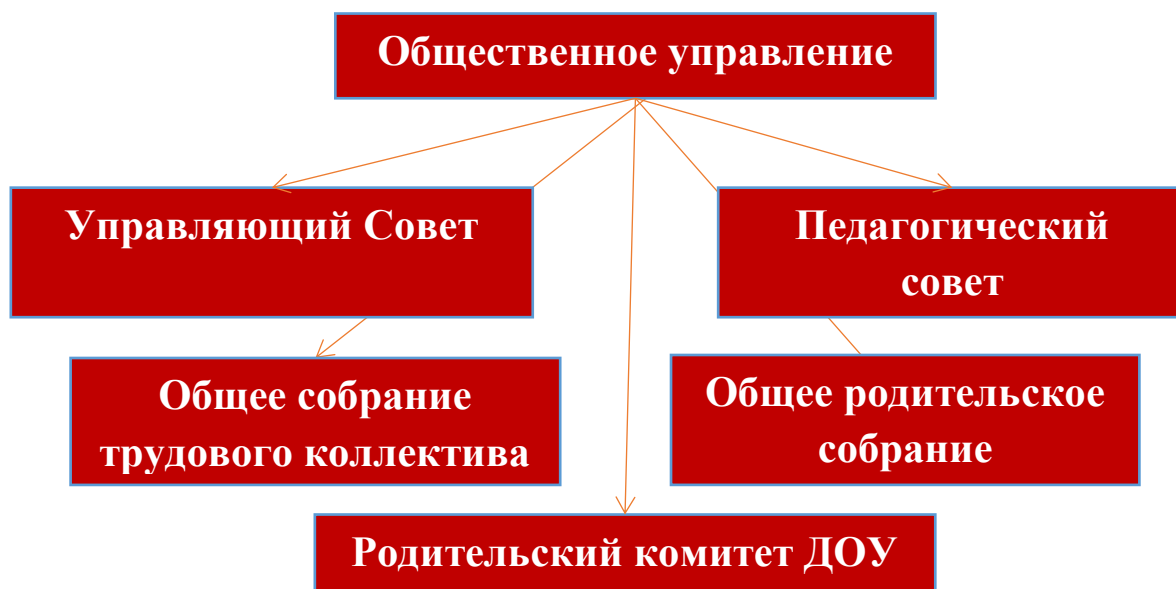 Общественное управление
Управляющий Совет
Педагогический
совет
Общее собрание
трудового коллектива
Общее родительское
собрание
Родительский комитет ДОУ